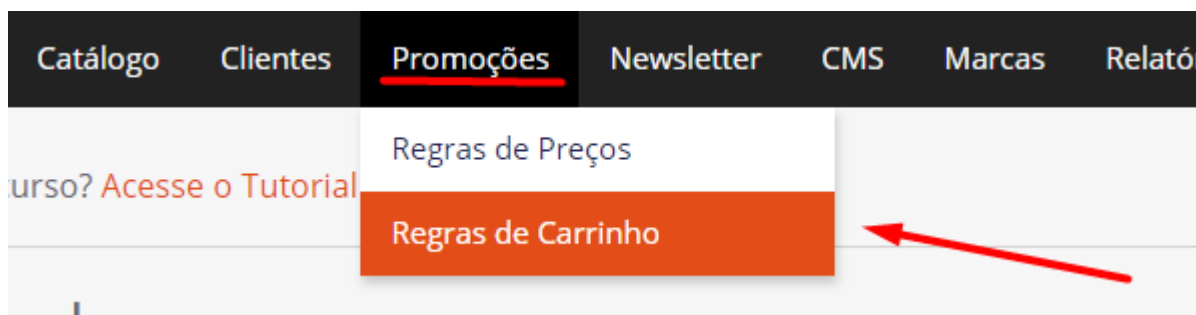 Catálogo Clientes Promoções Newsletter CMS Marcas Relató
Regras de Preços
urso? Acesse o Tutorial
Regras de Carrinho